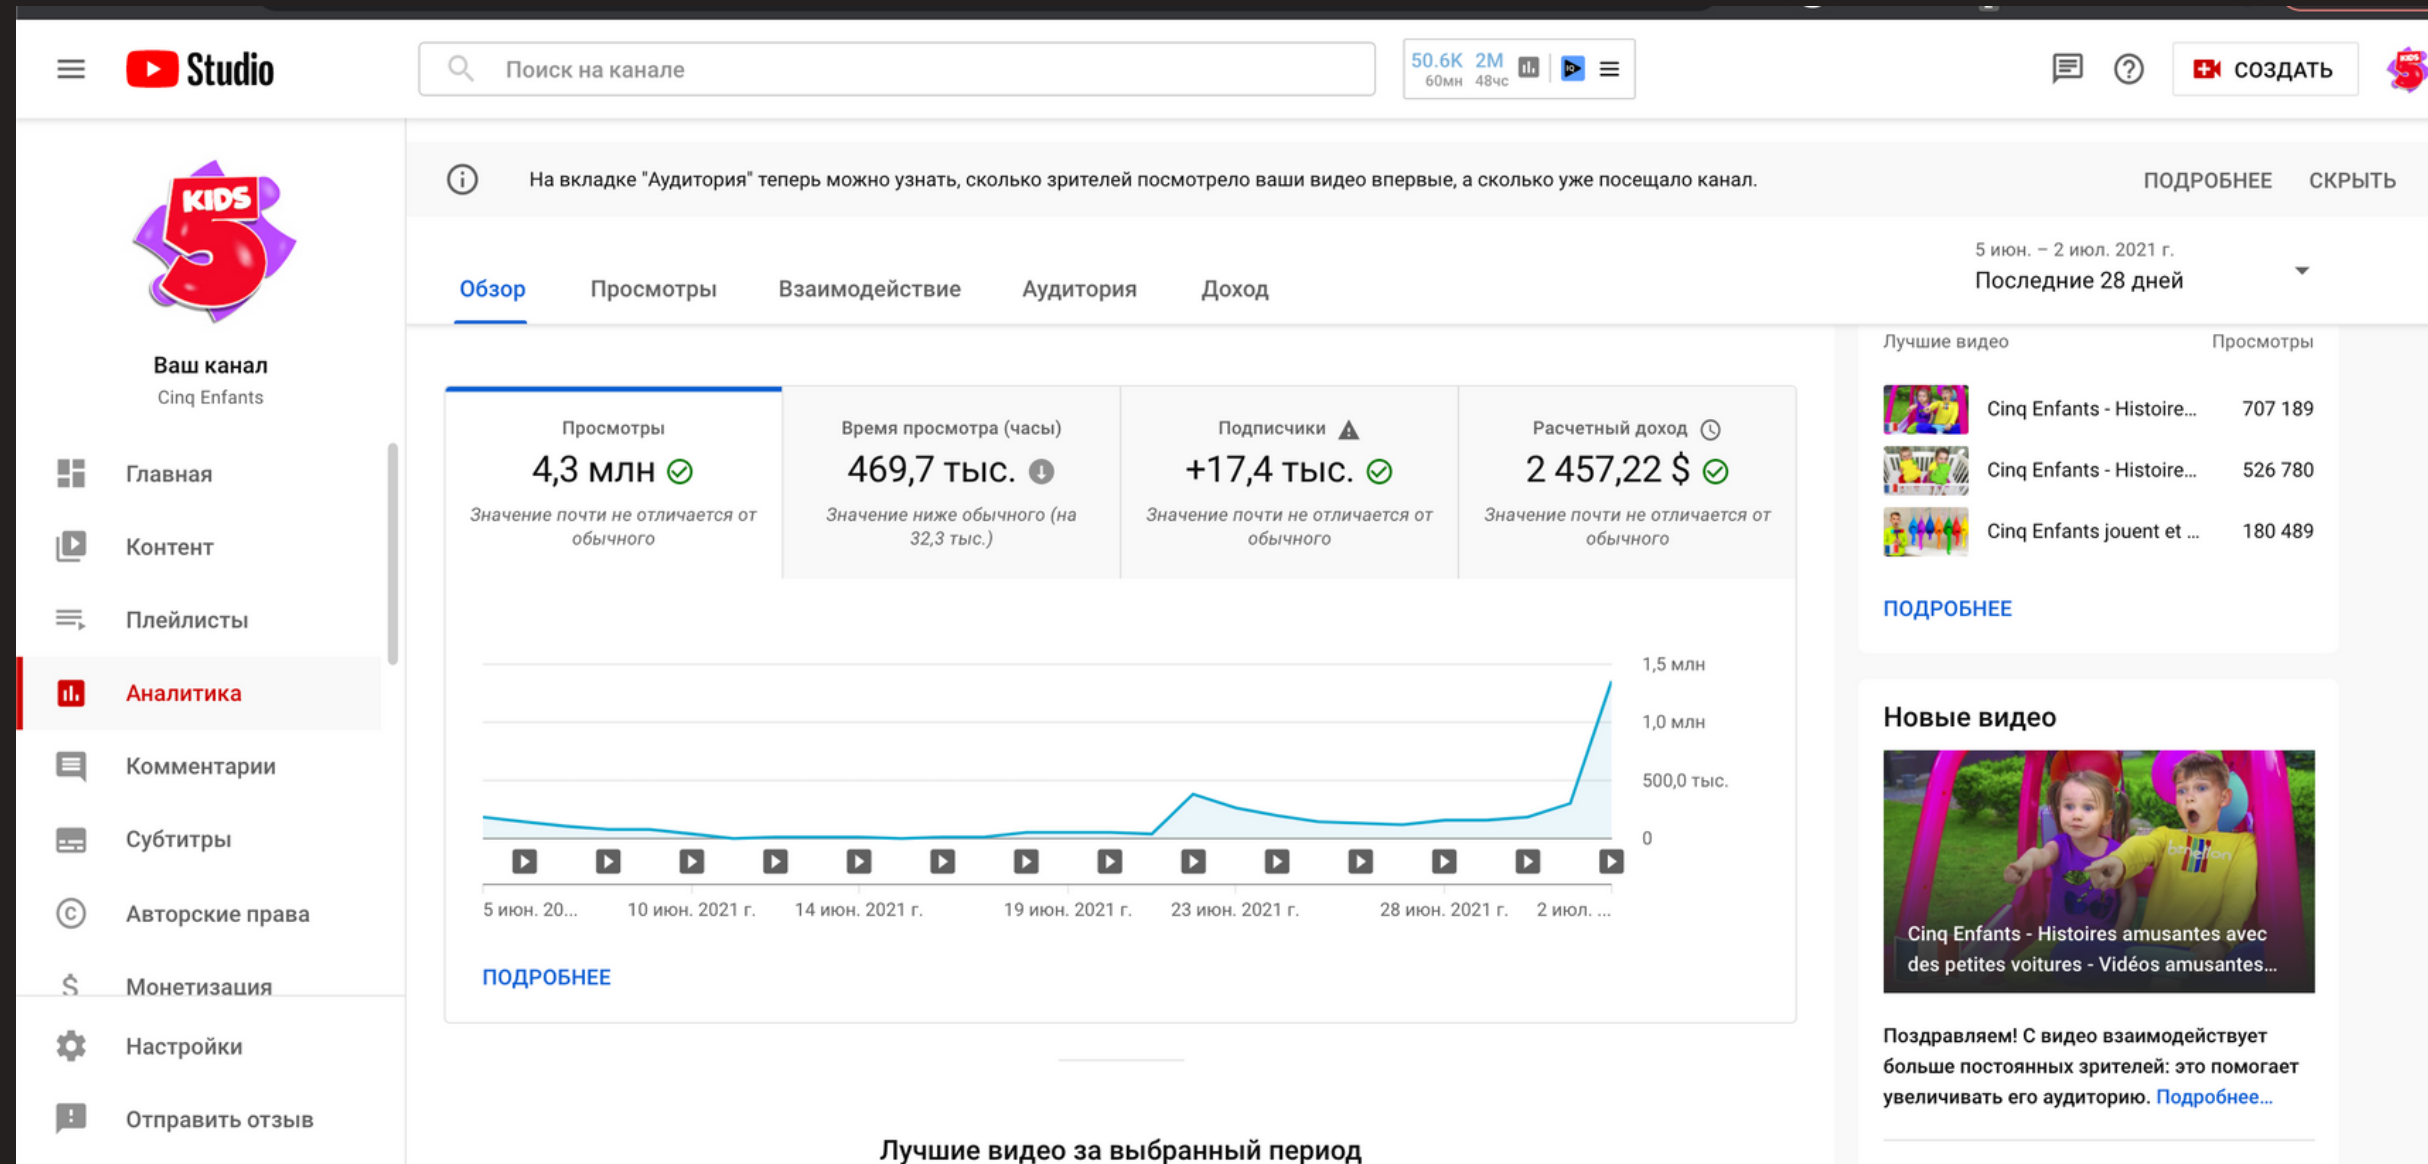 Studio
Поиск на канале
50.6K 2M
60мн 48чс
IQ
СОЗДАТЬ
KIDS
5
KIDS
5
Ваш канал
Cinq Enfants
Главная
Контент
Плейлисты
Аналитика
Комментарии
Субтитры
Авторские права
Монетизация
Настройки
Отправить отзыв
На вкладке "Аудитория" теперь можно узнать, сколько зрителей посмотрело ваши видео впервые, а сколько уже посещало канал.
ПОДРОБНЕЕ СКРЫТЬ
Обзор Просмотры Взаимодействие Аудитория Доход
5 июн. – 2 июл. 2021 г.
Последние 28 дней
Просмотры
4,3 млн
Значение почти не отличается от
обычного
Время просмотра (часы)
469,7 тыс.
Значение ниже обычного (на
32,3 тыс.)
Подписчики
+17,4 тыс.
Значение почти не отличается от
обычного
Расчетный доход
2 457,22 $
Значение почти не отличается от
обычного
1,5 млн
1,0 млн
500,0 тыс.
0
5 июн. 20... 10 июн. 2021 г. 14 июн. 2021 г. 19 июн. 2021 г. 23 июн. 2021 г. 28 июн. 2021 г. 2 июл. ...
ПОДРОБНЕЕ
Лучшие видео за выбранный период
Лучшие видео Просмотры
Cinq Enfants - Histoire... 707 189
Cinq Enfants - Histoire... 526 780
Cinq Enfants jouent et ... 180 489
ПОДРОБНЕЕ
Новые видео
benetton
Cinq Enfants - Histoires amusantes avec
des petites voitures - Vidéos amusantes...
Поздравляем! С видео взаимодействует
больше постоянных зрителей: это помогает
увеличивать его аудиторию. Подробнее...